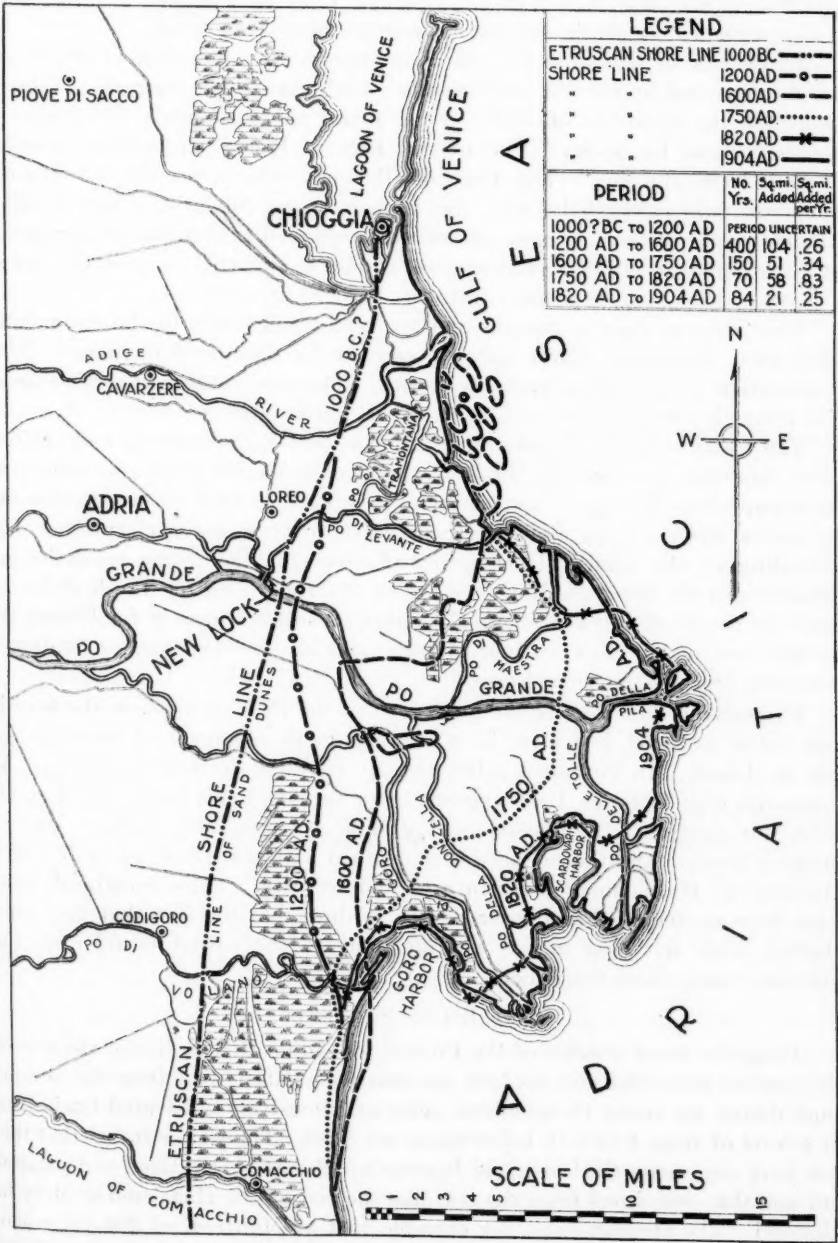 LEGEND
ETRUSCAN SHORE LINE 1000 BC
SHORE LINE 1200 AD
" " 1600 AD
" " 1750 AD.
" " 1820 AD
" " 1904 AD
PERIOD No. Yrs. Sq.mi. Added Sq.mi. Added per Yr.
1000? BC TO 1200 AD PERIOD UNCERTAIN
1200 AD TO 1600 AD 400 104 .26
1600 AD TO 1750 AD 150 51 .34
1750 AD TO 1820 AD 70 58 .83
1820 AD TO 1904 AD 84 21 .25
PIOVE DI SACCO
LAGOON OF VENICE
GULF OF VENICE
CHIOGGIA
ADRIATIC SEA
N
W E
S
1000 B.C.?
ADIGE RIVER
CAVARZERE
PO TRAMONTANA
LOREO
ADRIA
PO DI LEVANTE
PO GRANDE
NEW LOCK
PO DI MAESTRA
PO GRANDE
PO DELLA PILA
AD
1904
1750 A.D.
ETRUSCAN SHORE LINE
LINE OF SAND DUNES
1200 A.D.
1600 A.D.
PO DI GORO
PO DELLA DONZELLA
1820 A.D.
SCARDOVARI HARBOR
PO DELLE TOLLE
CODIGORO
PO DI VOLANO
GORO HARBOR
COMACCHIO
LAGUON OF COMACCHIO
SCALE OF MILES
0 1 2 3 4 5 10 15